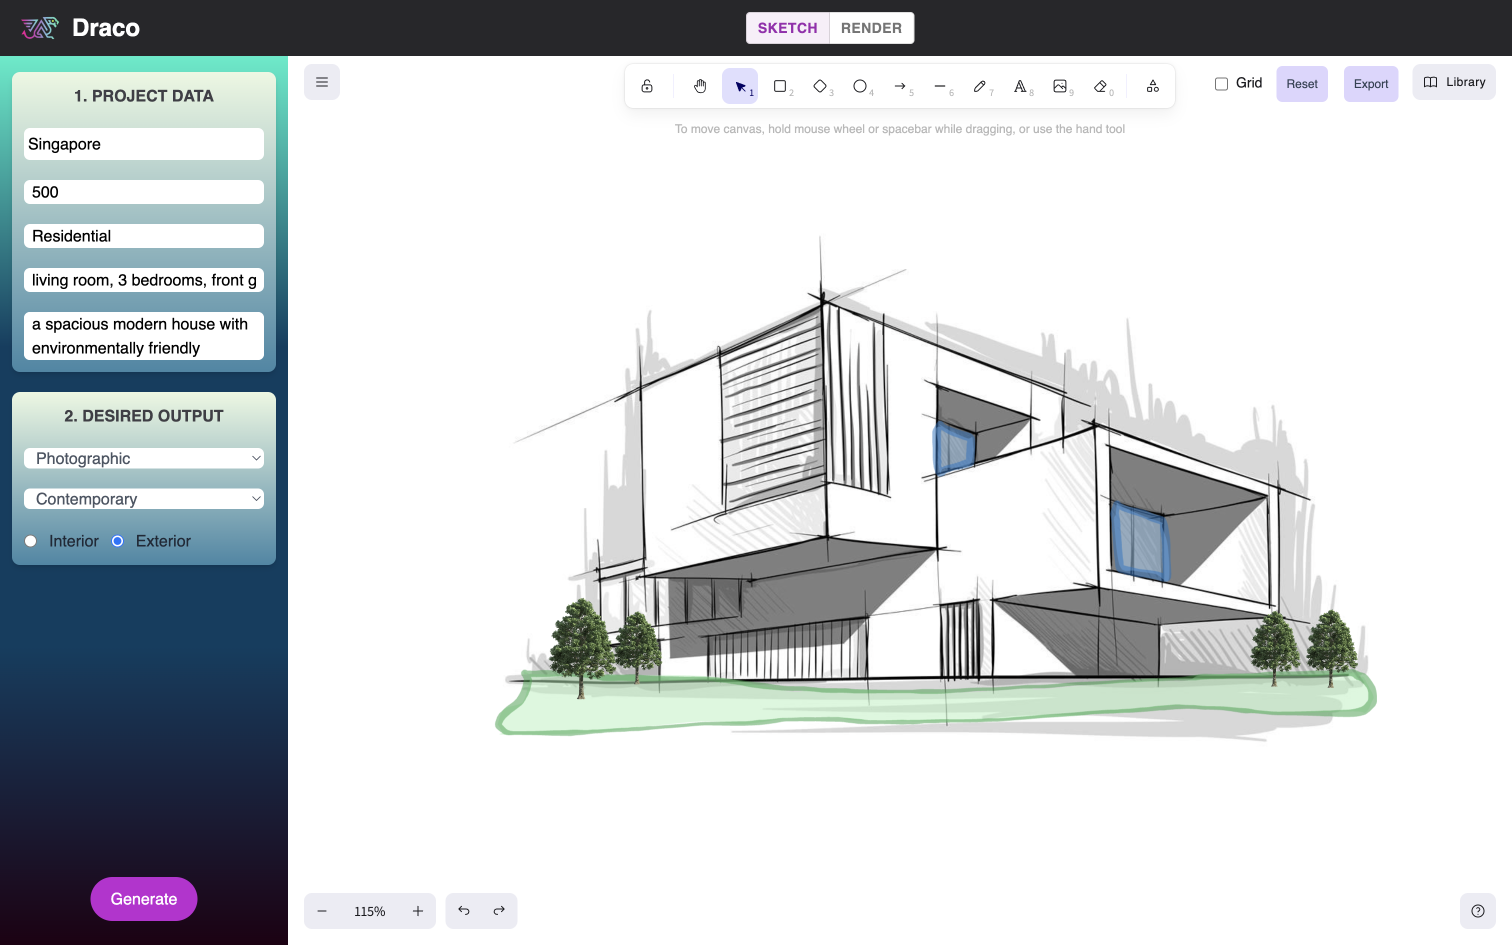 Draco
SKETCH RENDER
1. PROJECT DATA
Singapore
500
Residential
living room, 3 bedrooms, front g
a spacious modern house with
environmentally friendly
2. DESIRED OUTPUT
Photographic
Contemporary
Interior Exterior
Generate
1 2 3 4 5 6 7 8 9 0
Grid Reset Export Library
To move canvas, hold mouse wheel or spacebar while dragging, or use the hand tool
115%